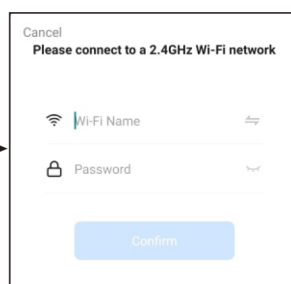 Cancel
Please connect to a 2.4GHz Wi-Fi network
Wi-Fi Name
Password
Confirm